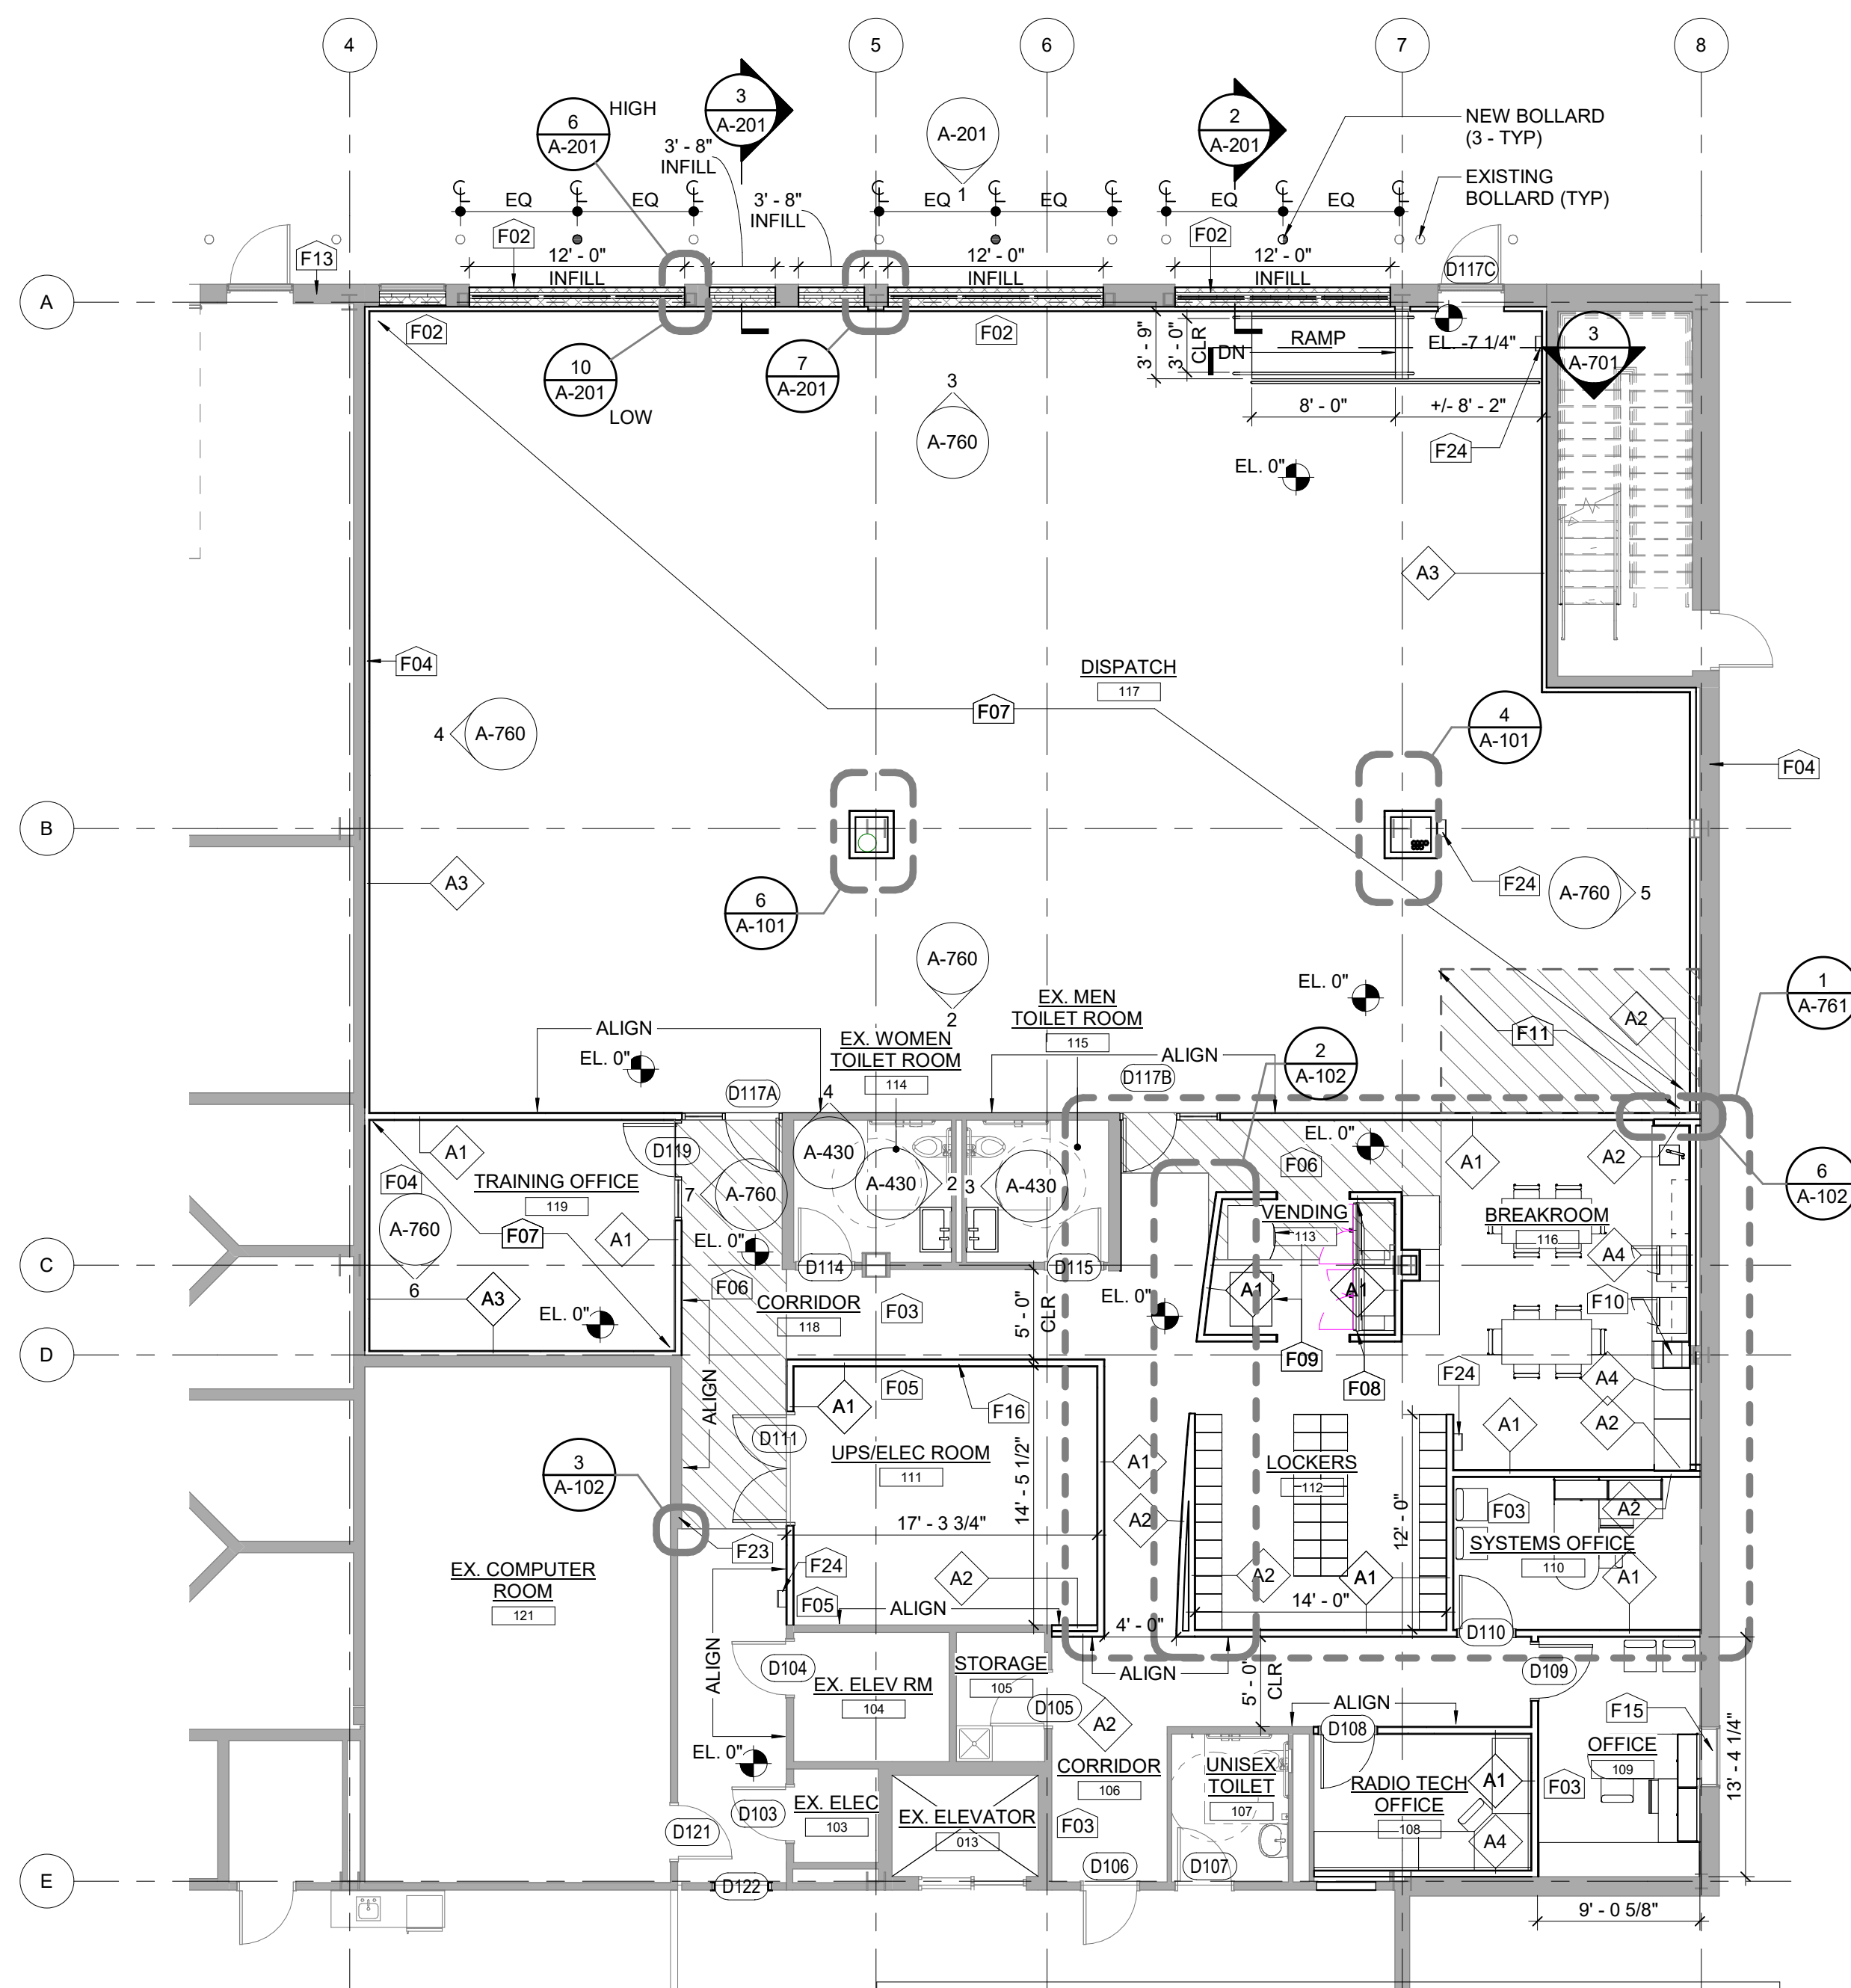 4
5
6
7
8
6
A-201
HIGH
3
A-201
A-201
1
2
A-201
NEW BOLLARD
(3 - TYP)
EXISTING
BOLLARD (TYP)
3' - 8"
INFILL
3' - 8"
INFILL
EQ
EQ
EQ
EQ
EQ
EQ
F13
F02
12' - 0"
INFILL
12' - 0"
INFILL
F02
12' - 0"
INFILL
D117C
A
F02
F02
10
A-201
LOW
7
A-201
3
A-760
3' - 9"
3' - 0"
CLR
DN
RAMP
EL. -7 1/4"
3
A-701
8' - 0"
+/- 8' - 2"
F24
EL. 0"
A3
F04
DISPATCH
117
F07
4
A-760
4
A-101
F04
B
A3
6
A-101
F24
A-760
5
A-760
2
EL. 0"
A2
F11
1
A-761
ALIGN
EL. 0"
EX. WOMEN
TOILET ROOM
114
EX. MEN
TOILET ROOM
115
ALIGN
2
A-102
D117A
D117B
4
A-430
A-430
2
3
A-430
EL. 0"
F06
A1
A2
6
A-102
A1
D119
F04
TRAINING OFFICE
119
7
A-760
A-760
6
F07
A1
EL. 0"
VENDING
113
BREAKROOM
116
A4
C
D114
D115
F06
CORRIDOR
118
F03
5' - 0"
CLR
EL. 0"
A1
A1
F10
A3
EL. 0"
D
F09
F08
F24
A4
ALIGN
A1
F05
F16
A1
A2
D111
UPS/ELEC ROOM
111
14' - 5 1/2"
A1
LOCKERS
112
3
A-102
A2
12' - 0"
F03
A2
17' - 3 3/4"
F23
F24
SYSTEMS OFFICE
110
EX. COMPUTER
ROOM
121
A2
A2
A1
A1
F05
ALIGN
14' - 0"
4' - 0"
D110
ALIGN
D104
EX. ELEV RM
104
STORAGE
105
D105
ALIGN
A2
5' - 0"
CLR
D109
ALIGN
D108
F15
EL. 0"
CORRIDOR
106
UNISEX
TOILET
107
RADIO TECH
OFFICE
108
A1
OFFICE
109
F03
13' - 4 1/4"
D103
EX. ELEC
103
EX. ELEVATOR
013
F03
A4
D121
D106
D107
E
D122
9' - 0 5/8"